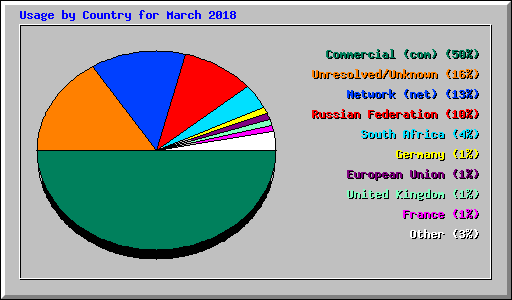 Usage by Country for March 2018
Commercial (com) (50%)
Unresolved/Unknown (16%)
Network (net) (13%)
Russian Federation (10%)
South Africa (4%)
Germany (1%)
European Union (1%)
United Kingdom (1%)
France (1%)
Other (3%)